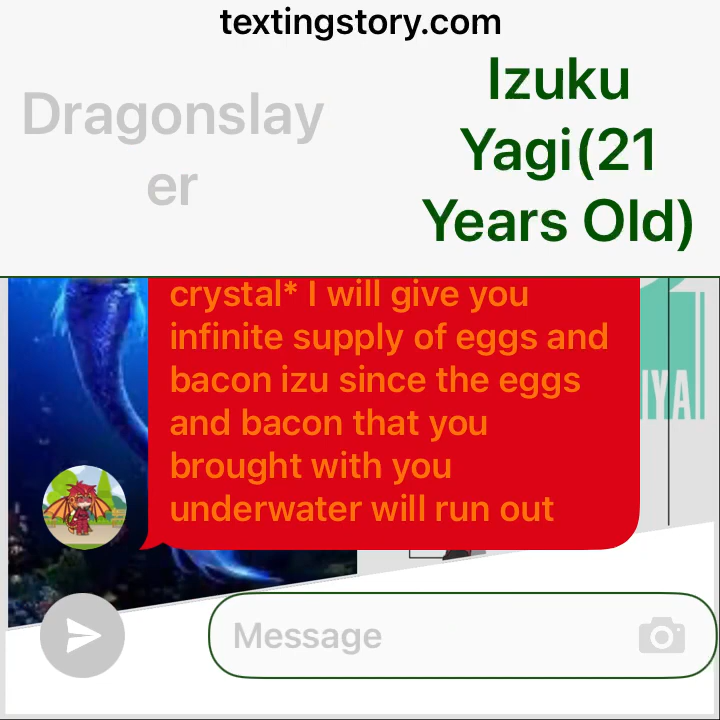 textingstory.com
Dragonslay
er
Izuku
Yagi(21
Years Old)
crystal* I will give you
infinite supply of eggs and
bacon izu since the eggs
and bacon that you
brought with you
underwater will run out
IYA
Message